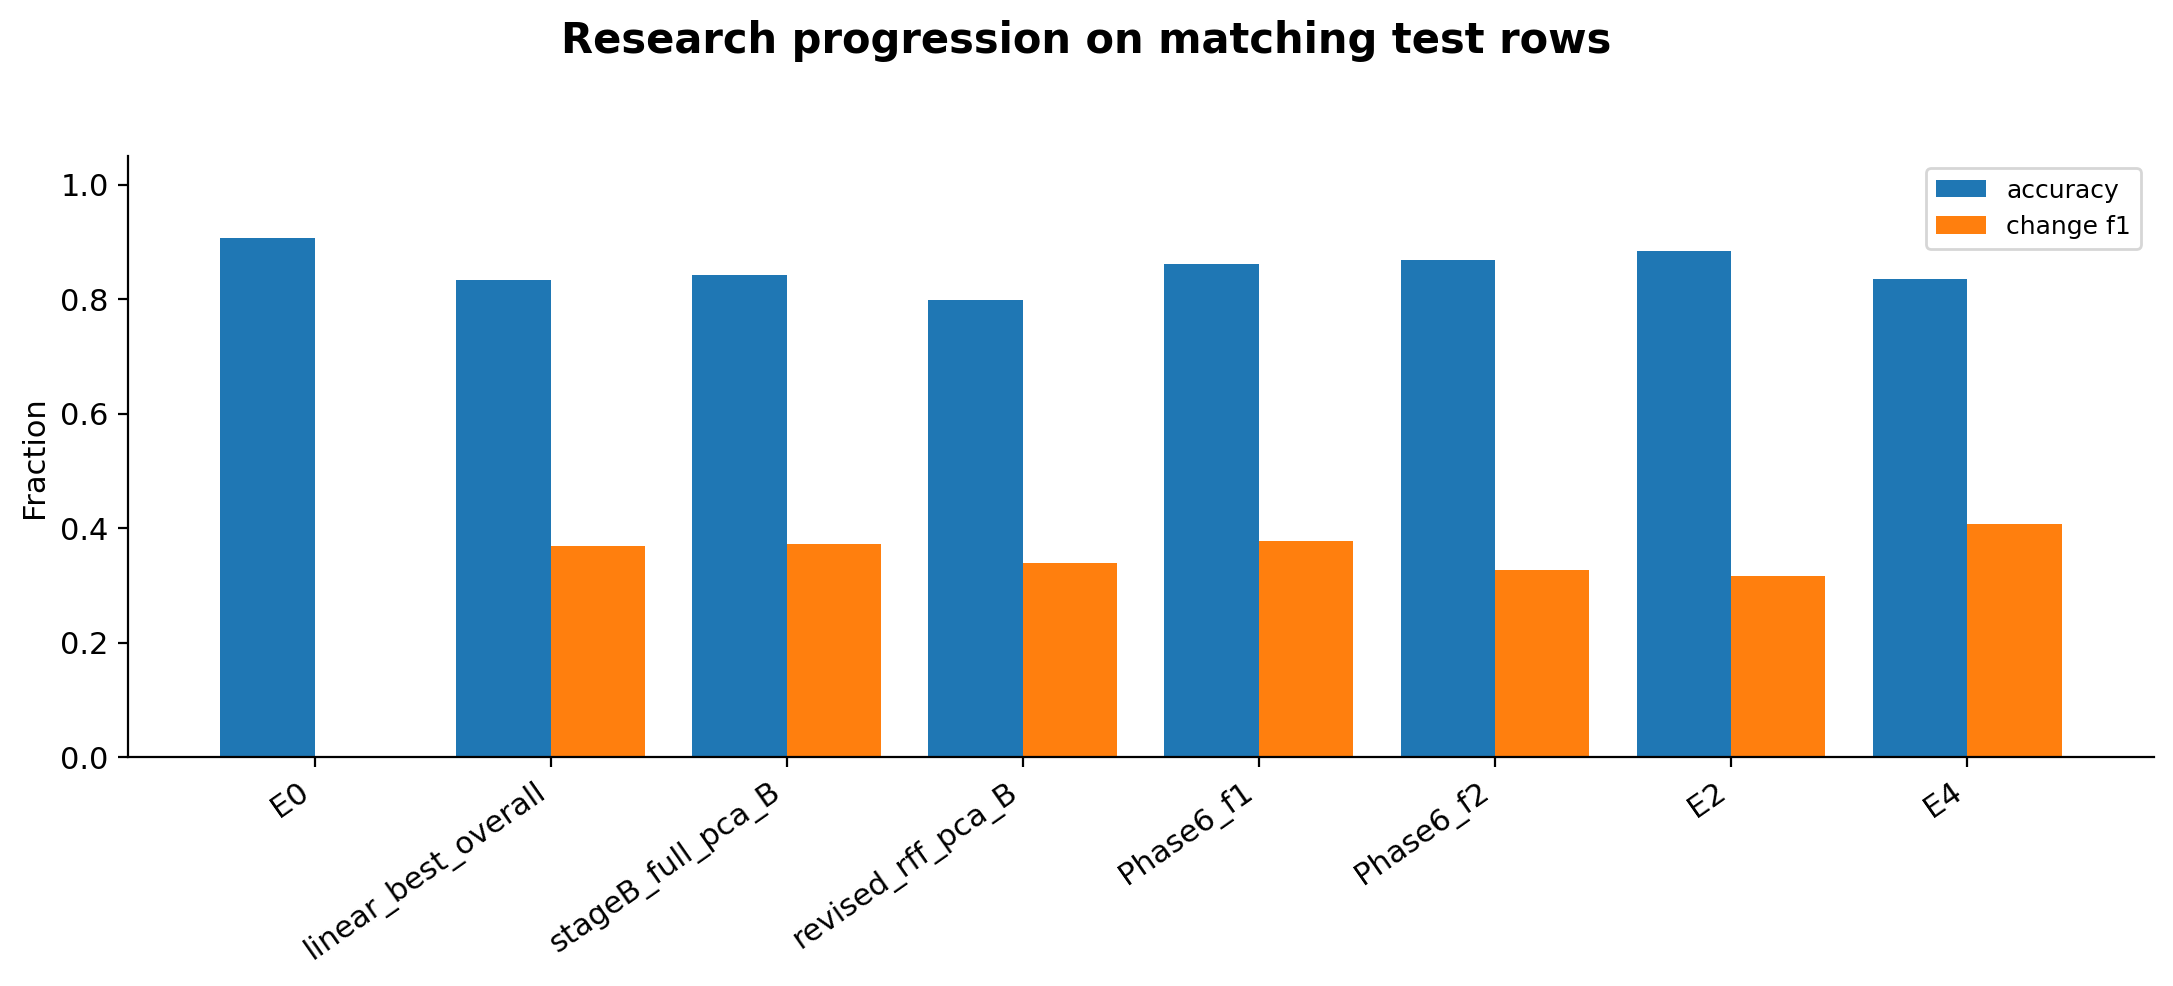 Research progression on matching test rows
1.0
0.8
0.6
0.4
0.2
0.0
Fraction
accuracy
change f1
E0
linear_best_overall
stageB_full_pca_B
revised_rff_pca_B
Phase6_f1
Phase6_f2
E2
E4